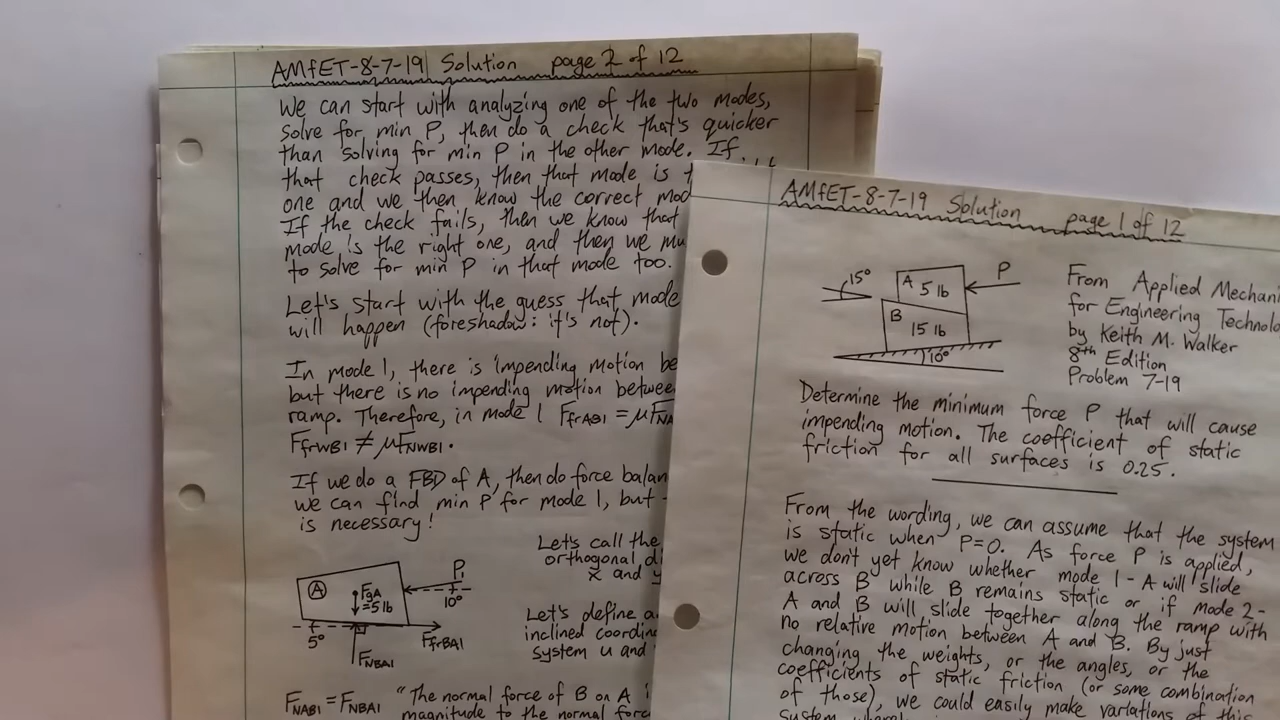 AMfET-8-7-19 Solution page 2 of 12
We can start with analyzing one of the two modes,
solve for min P, then do a check that's quicker
than solving for min P in the other mode. If
that check passes, then that mode is
one and we then know the correct
If the check fails, then we know that
mode is the right one, and then we
to solve for min P in that mode too.
Let's start with the guess that mode
will happen (foreshadow: it's not).
In mode 1, there is impending motion
but there is no impending motion between
ramp. Therefore, in mode 1 FfrAB1 = μFNA
FfrWB1 ≠ μFNWB1.
If we do a FBD of A, then do force
we can find min P for mode 1, but
is necessary!
Let's call the
orthogonal
x and
A
FgA
=5 lb
P1
10°
5°
FfrBA1
FNBA1
Let's define a
inclined
system u and
FNAB1 = FNBA1 "The normal force of B on A
magnitude to the normal
AMfET-8-7-19 Solution page 1 of 12
15°
A 5 lb
P
B
15 lb
10°
From Applied
for Engineering
by Keith M. Walker
8th Edition
Problem 7-19
Determine the minimum force P that will cause
impending motion. The coefficient of static
friction for all surfaces is 0.25.
From the wording, we can assume that the system
is static when P=0. As force P is applied,
we don't yet know whether mode 1 - A will slide
across B while B remains static or if mode 2-
A and B will slide together along the ramp with
no relative motion between A and B. By just
changing the weights, or the angles, or the
coefficients of static friction (or some combination
of those), we could easily make variations of this
system